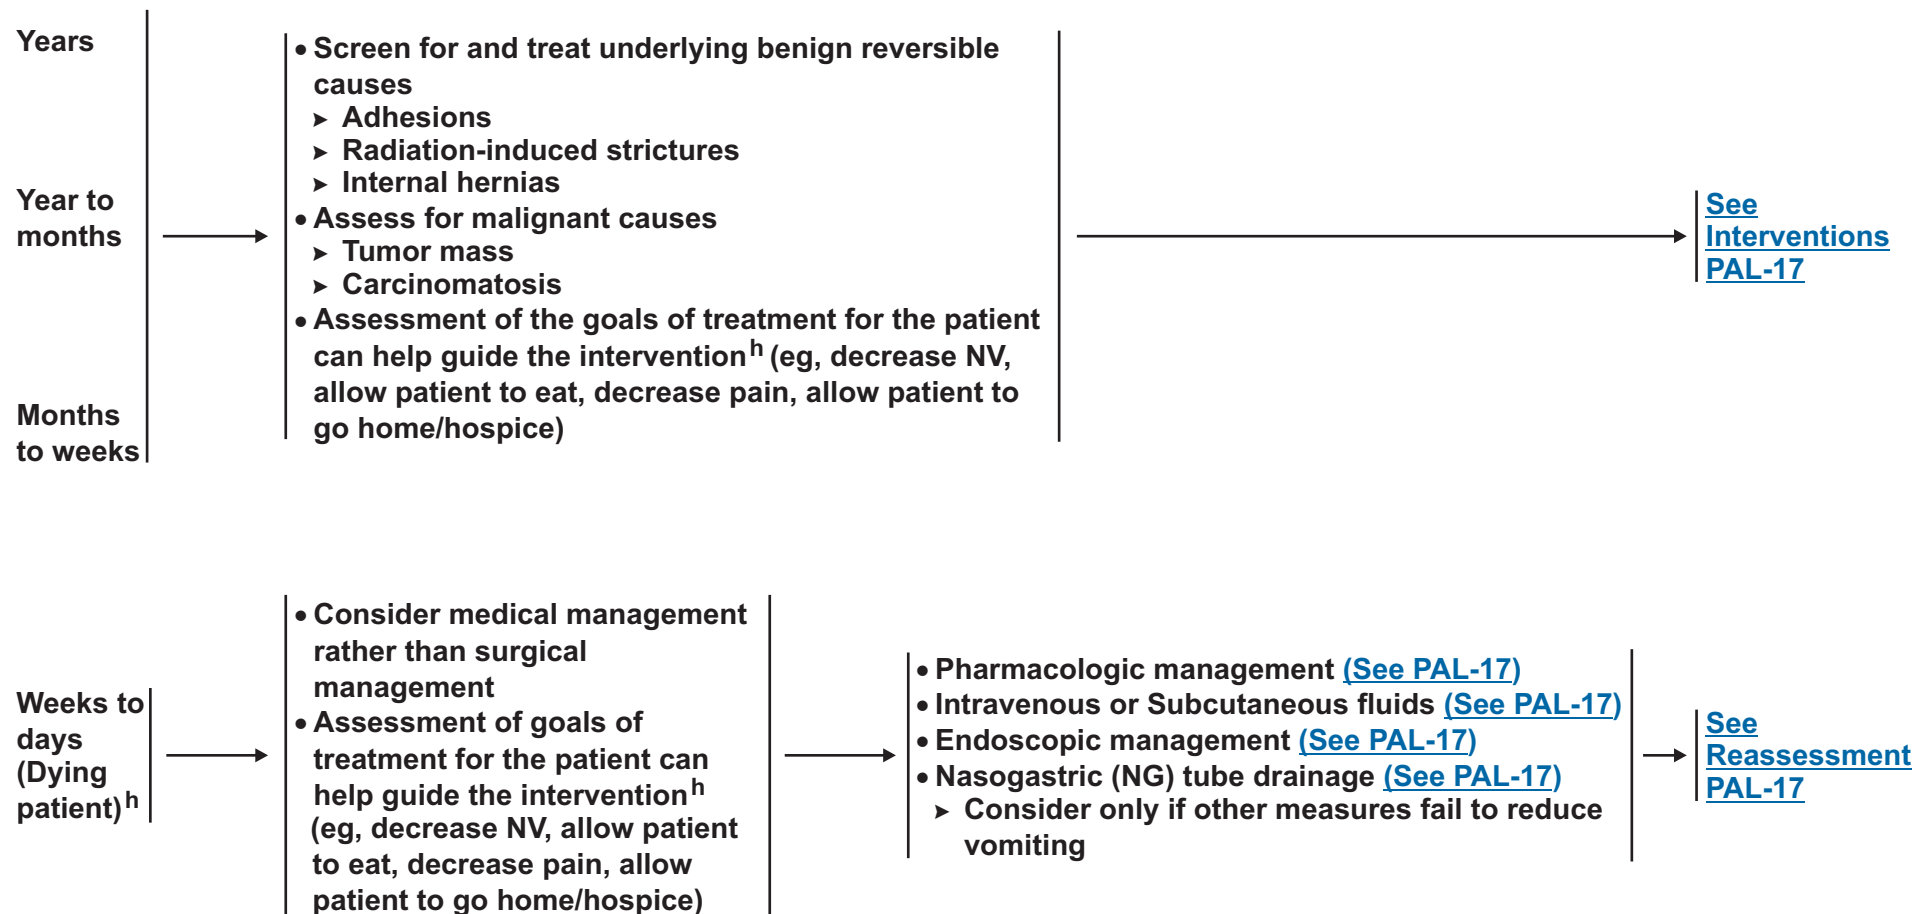 Years
Year to
months
Months
to weeks
• Screen for and treat underlying benign reversible
causes
➤ Adhesions
➤ Radiation-induced strictures
➤ Internal hernias
• Assess for malignant causes
➤ Tumor mass
➤ Carcinomatosis
• Assessment of the goals of treatment for the patient
can help guide the intervention h (eg, decrease NV,
allow patient to eat, decrease pain, allow patient to
go home/hospice)
See
Interventions
PAL-17
Weeks to
days
(Dying
patient) h
• Consider medical management
rather than surgical
management
• Assessment of goals of
treatment for the patient can
help guide the intervention h
(eg, decrease NV, allow patient
to eat, decrease pain, allow
patient to go home/hospice)
• Pharmacologic management (See PAL-17)
• Intravenous or Subcutaneous fluids (See PAL-17)
• Endoscopic management (See PAL-17)
• Nasogastric (NG) tube drainage (See PAL-17)
➤ Consider only if other measures fail to reduce
vomiting
See
Reassessment
PAL-17